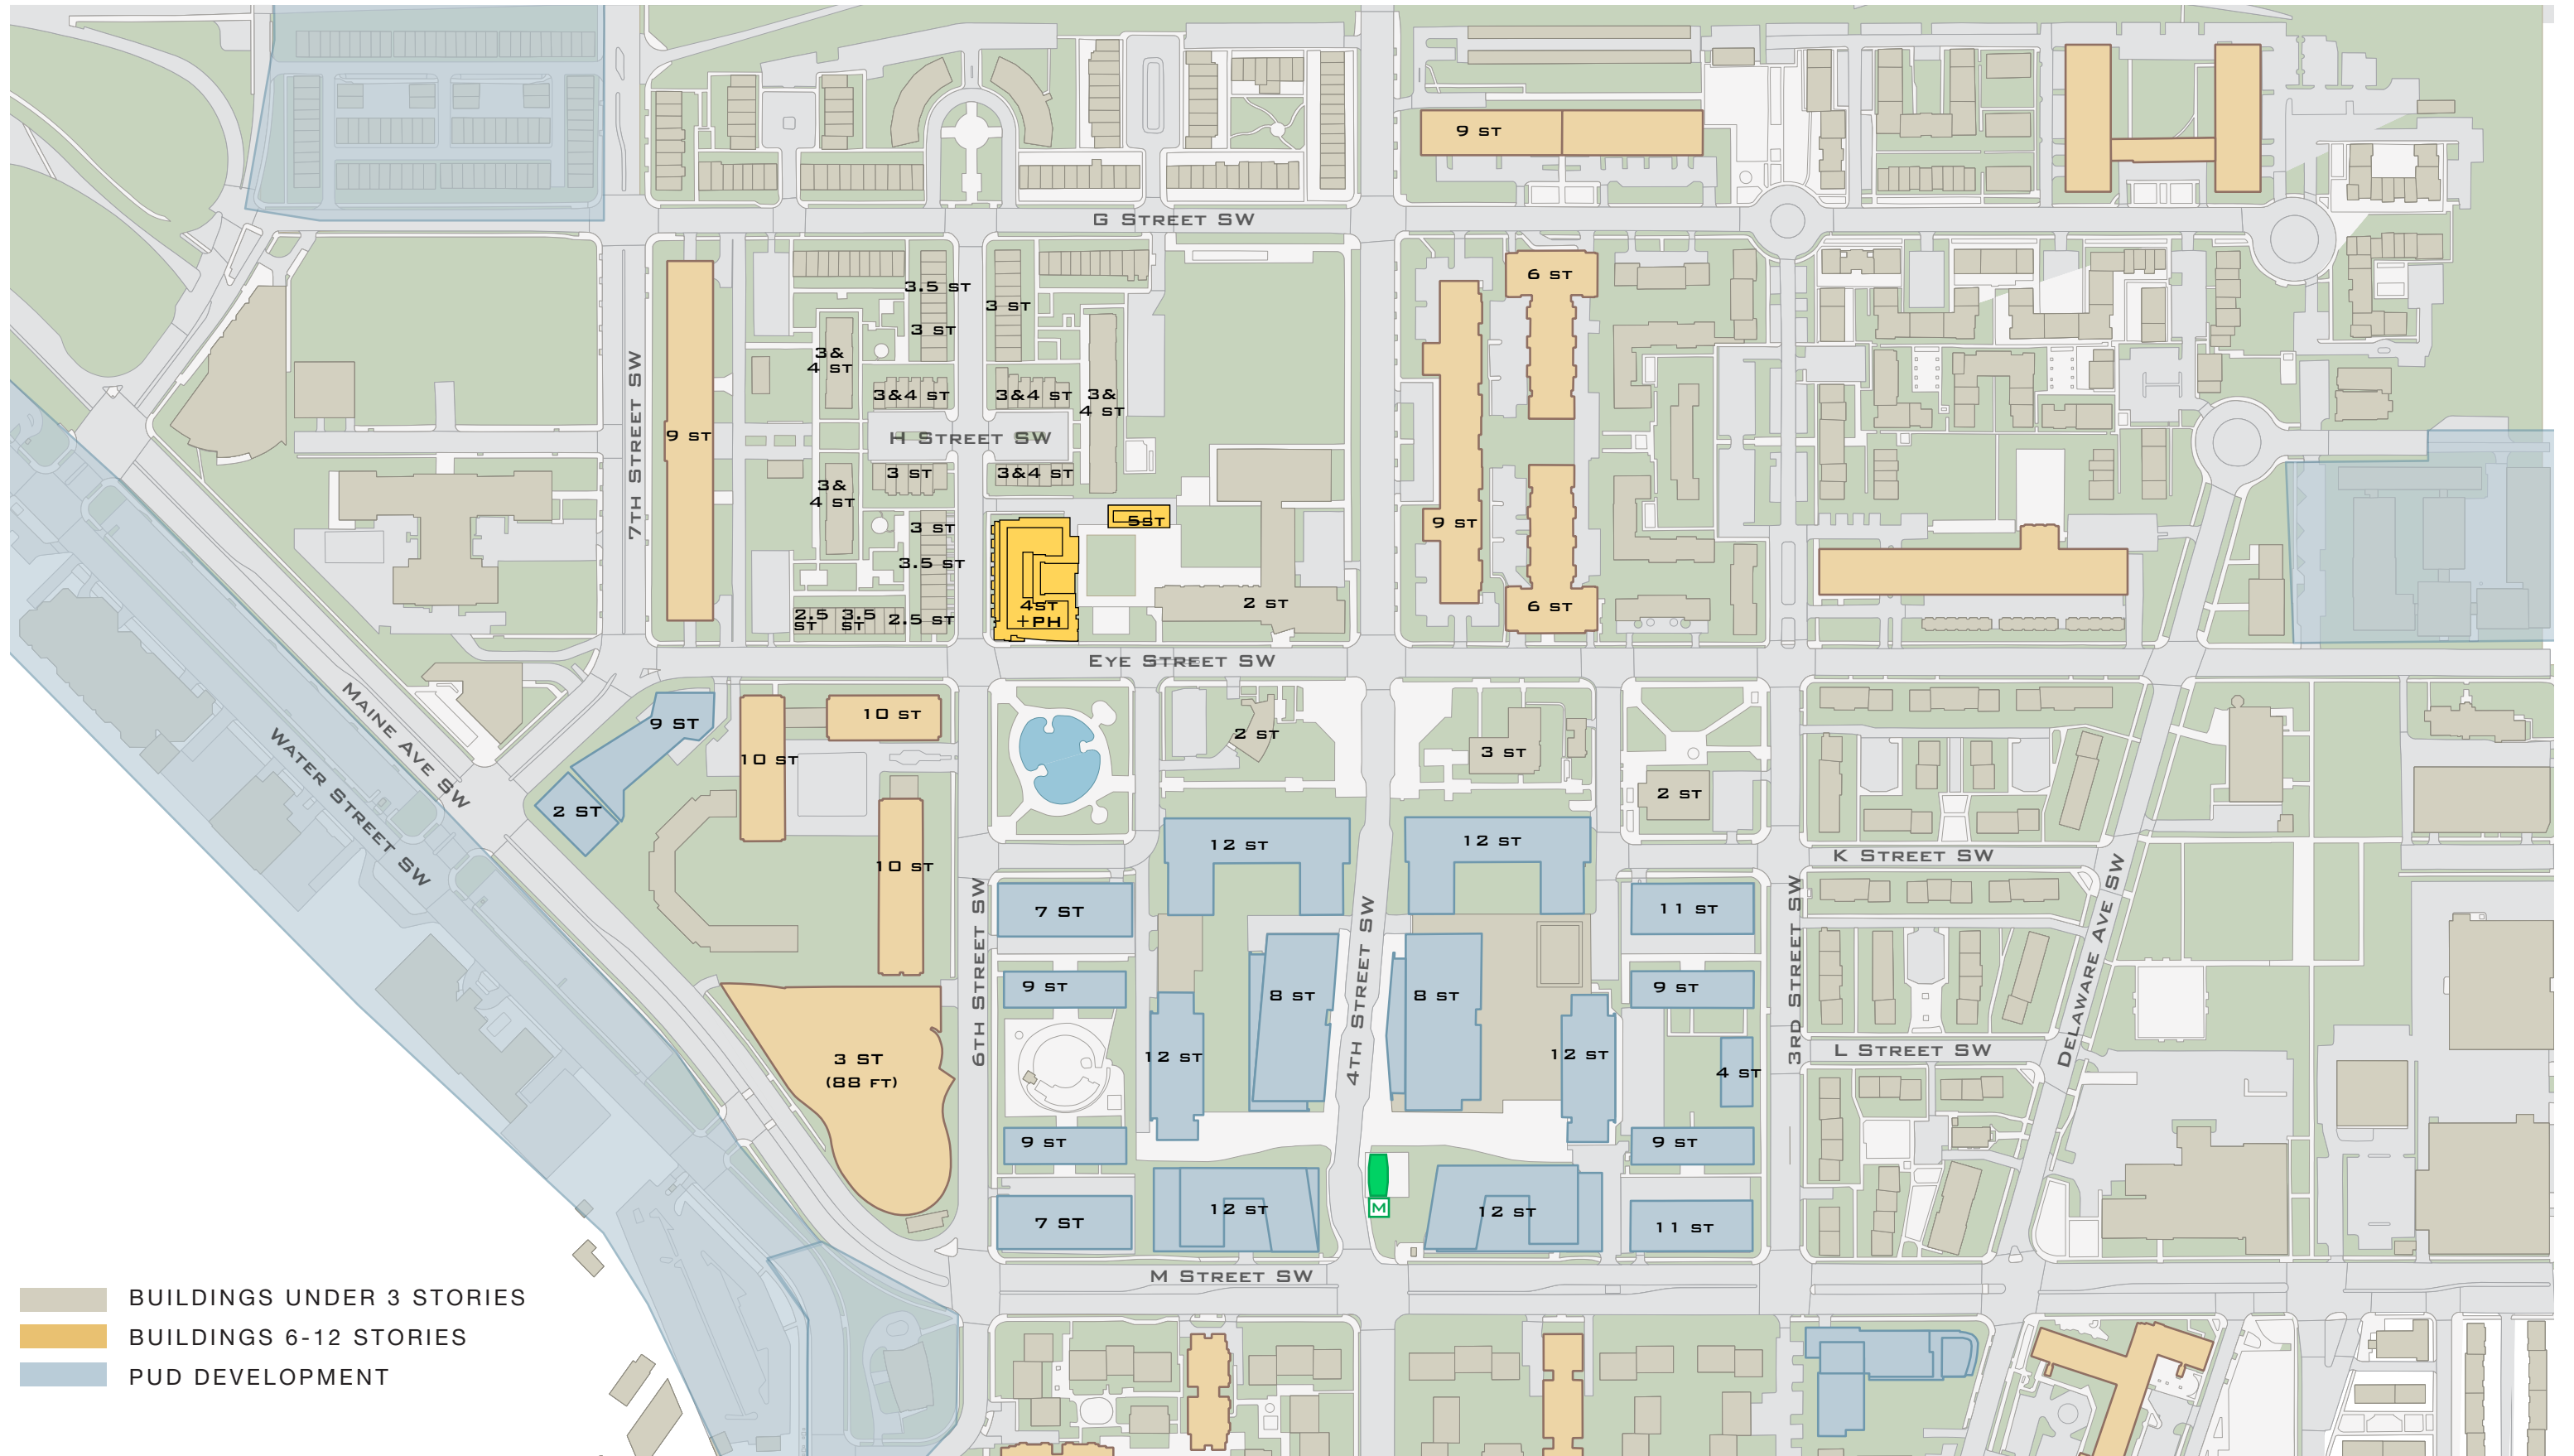 9 ST
G STREET SW
6 ST
3.5 ST
3 ST
3 ST
3&
4 ST
3&4 ST
3&4 ST
3&
4 ST
7TH STREET SW
9 ST
H STREET SW
3 ST
3&4 ST
3&
4 ST
5ST
9 ST
3 ST
3.5 ST
4ST
+PH
2 ST
6 ST
2.5
ST
3.5
ST
2.5 ST
EYE STREET SW
MAINE AVE SW
WATER STREET SW
9 ST
10 ST
10 ST
2 ST
3 ST
2 ST
2 ST
12 ST
12 ST
10 ST
K STREET SW
7 ST
11 ST
6TH STREET SW
4TH STREET SW
3RD STREET SW
DELAWARE AVE SW
9 ST
8 ST
8 ST
9 ST
3 ST
(88 FT)
12 ST
12 ST
L STREET SW
4 ST
9 ST
9 ST
M
7 ST
12 ST
12 ST
11 ST
M STREET SW
BUILDINGS UNDER 3 STORIES
BUILDINGS 6-12 STORIES
PUD DEVELOPMENT